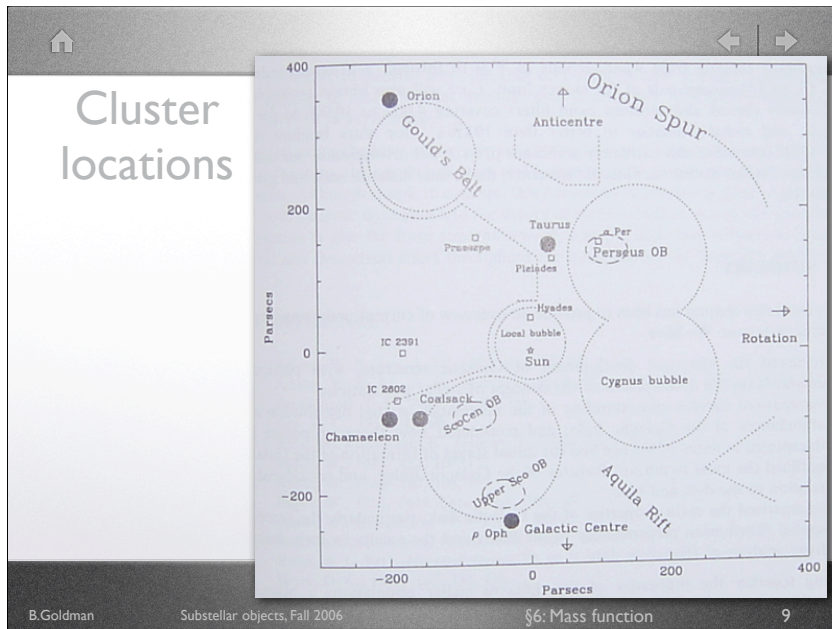 Cluster
locations
400
200
0
-200
Parsecs
Orion
Gould's Belt
Anticentre
Orion Spur
Taurus
Praesepe
Pleiades
α Per
Perseus OB
Hyades
Local bubble
Sun
Rotation
IC 2391
IC 2602
Cygnus bubble
Coalsack
ScoCen OB
Chamaeleon
Upper Sco OB
Aquila Rift
ρ Oph
Galactic Centre
-200
0
200
400
Parsecs
B.Goldman
Substellar objects, Fall 2006
§6: Mass function
9